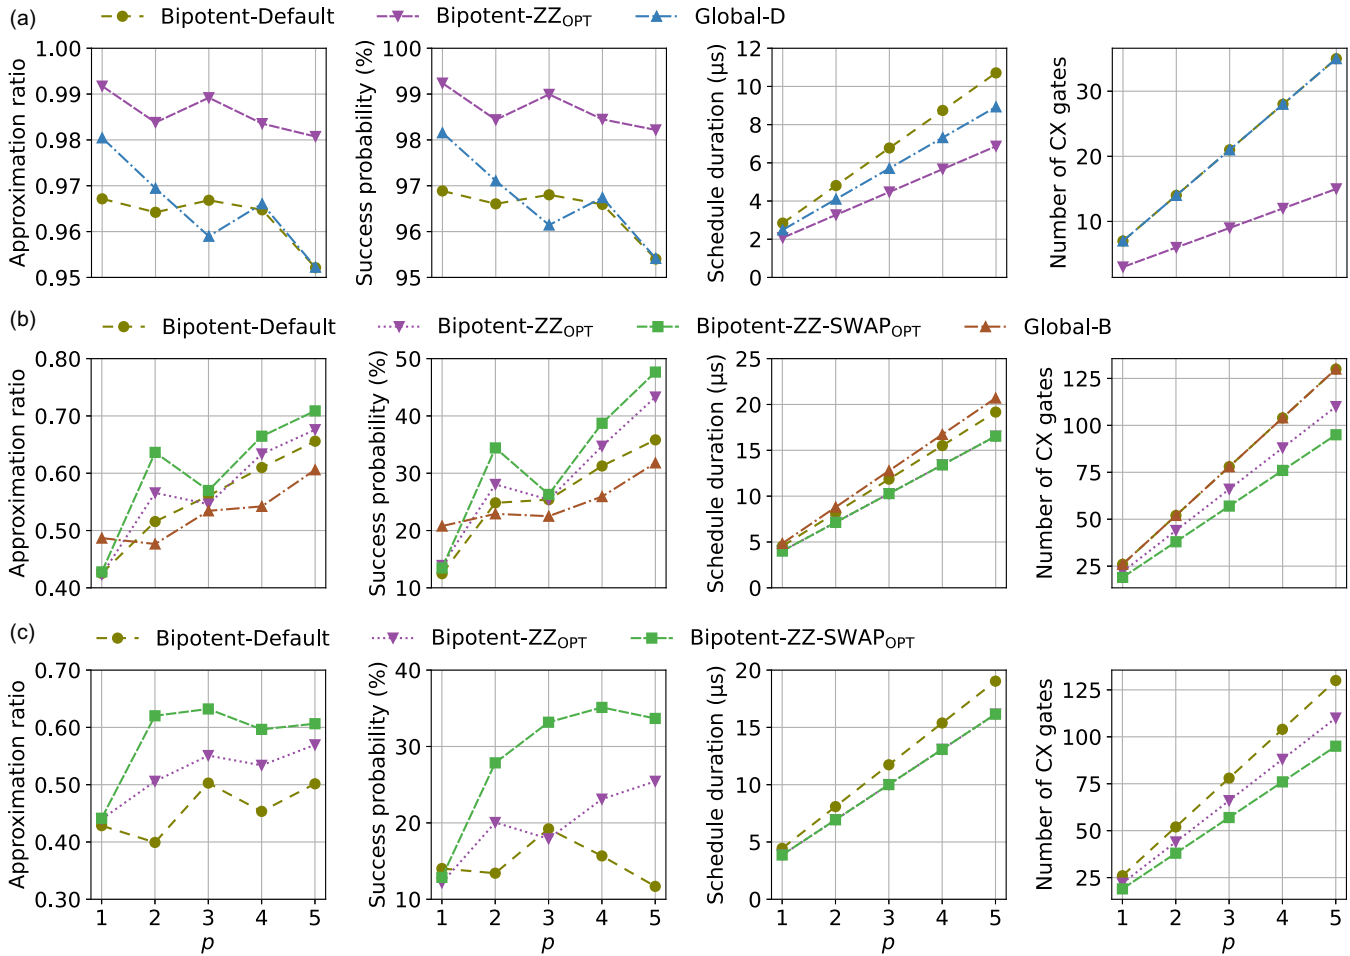 (a) Bipotent-Default Bipotent-ZZOPT Global-D
Approximation ratio
1.00
0.99
0.98
0.97
0.96
0.95
Success probability (%)
100
99
98
97
96
95
Schedule duration (µs)
12
10
8
6
4
2
0
Number of CX gates
30
20
10
(b) Bipotent-Default Bipotent-ZZOPT Bipotent-ZZ-SWAPOPT Global-B
Approximation ratio
0.80
0.70
0.60
0.50
0.40
Success probability (%)
50
40
30
20
10
Schedule duration (µs)
25
20
15
10
5
0
Number of CX gates
125
100
75
50
25
(c) Bipotent-Default Bipotent-ZZOPT Bipotent-ZZ-SWAPOPT
Approximation ratio
0.70
0.60
0.50
0.40
0.30
1 2 3 4 5
p
Success probability (%)
40
30
20
10
1 2 3 4 5
p
Schedule duration (µs)
20
15
10
5
0
1 2 3 4 5
p
Number of CX gates
125
100
75
50
25
1 2 3 4 5
p